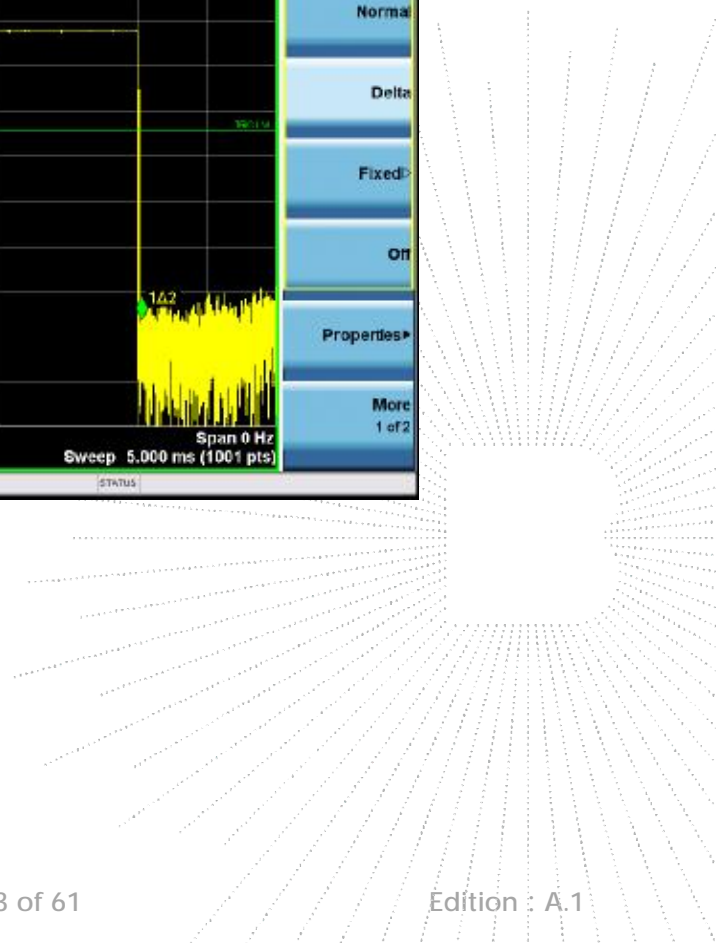 Normal
Delta
Fixed
Off
1Δ2
Properties
More
1 of 2
Span 0 Hz
Sweep 5.000 ms (1001 pts)
STATUS
of 61
Edition : A.1